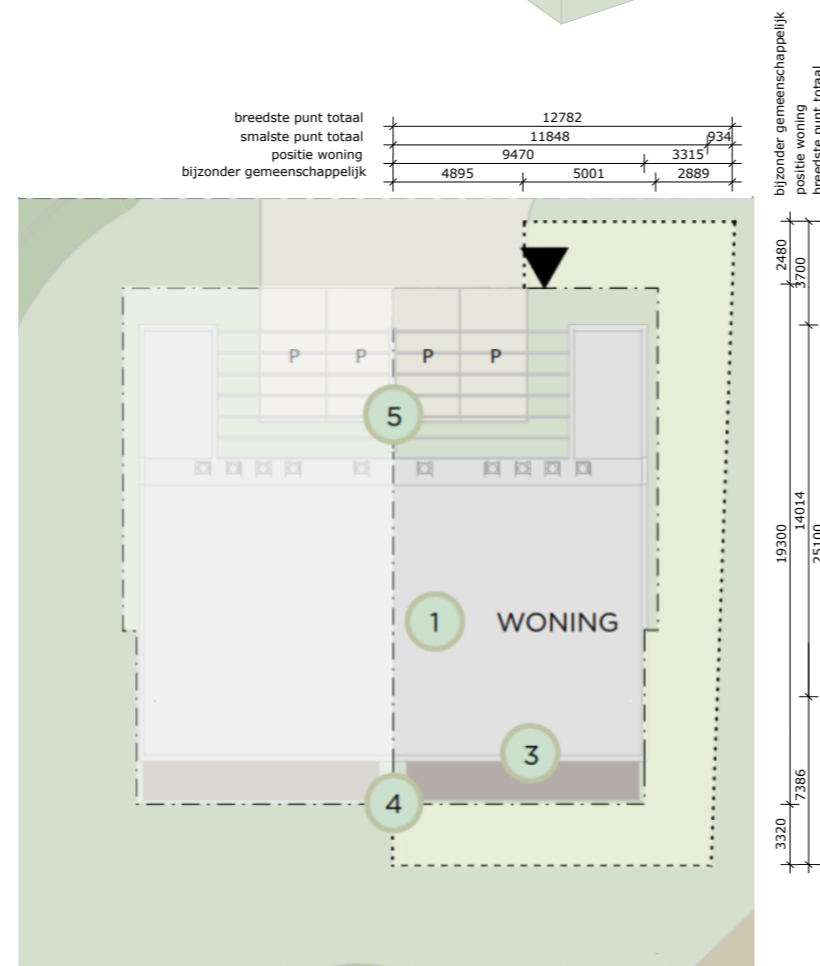 breedste punt totaal 12782
smalste punt totaal 11848 934
positie woning 9470 3315
bijzonder gemeenschappelijk 4895 5001 2889
bijzonder gemeenschappelijk
positie woning
breedste punt totaal
2480
3700
P P P P
5
14014
19300
25100
1 WONING
3
4
7386
3320